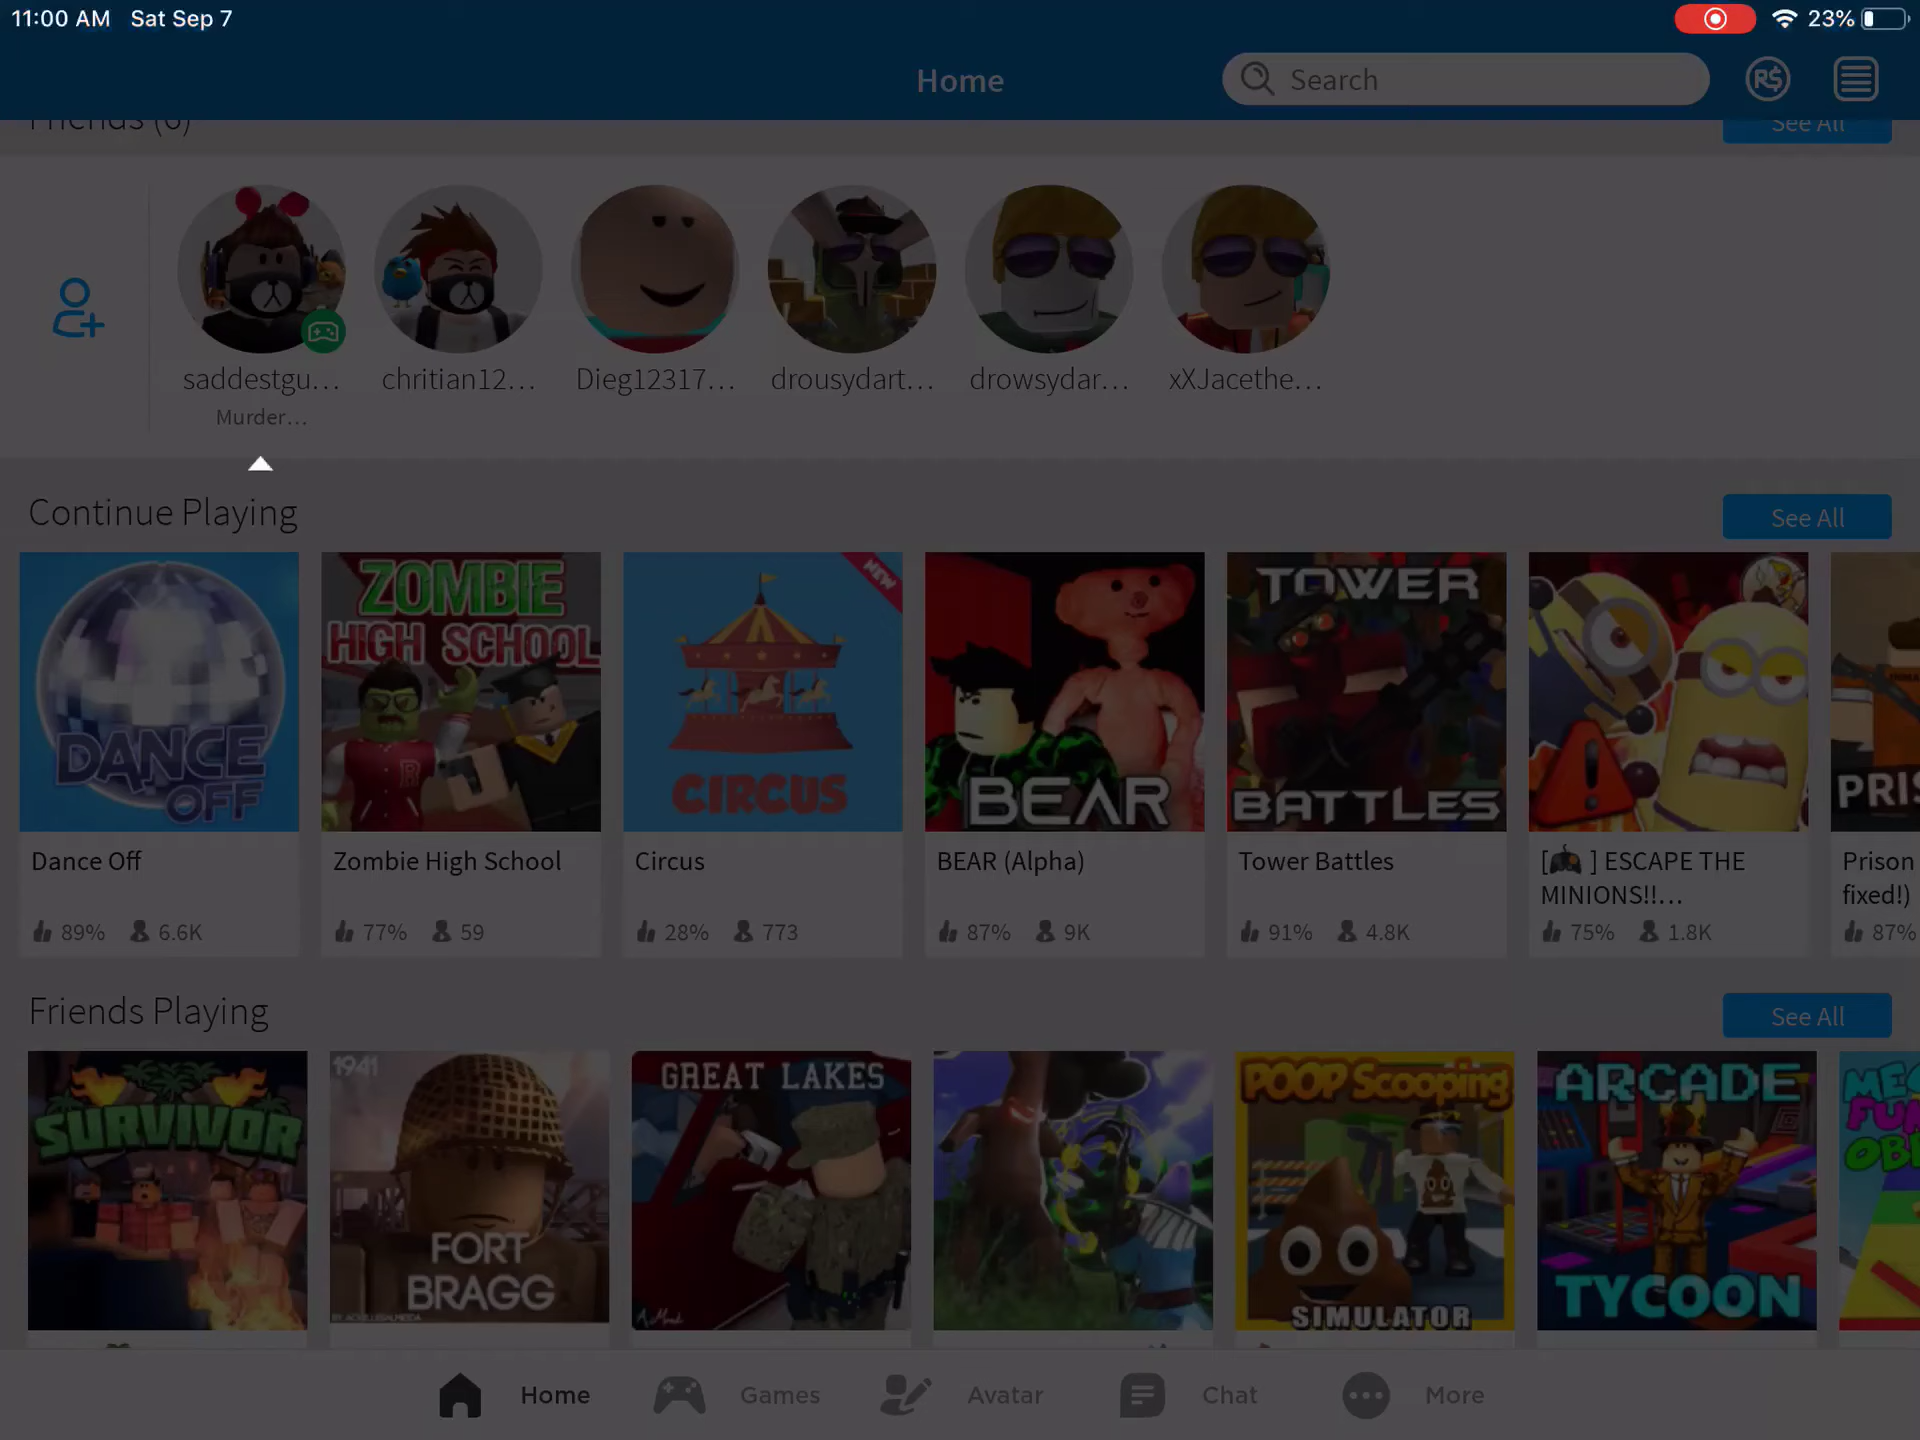 11:00 AM Sat Sep 7
23%
Home
Search
R$
Friends (6)
See All
saddestgu...
chritian12...
Dieg12317...
drousydart...
drowsydar...
xXJacethe...
Murder...
Continue Playing
See All
DANCE
OFF
ZOMBIE
HIGH SCHOOL
R
NEW
CIRCUS
BEAR
TOWER
BATTLES
PRIS
Dance Off
Zombie High School
Circus
BEAR (Alpha)
Tower Battles
[🎮 ] ESCAPE THE
MINIONS!!...
Prison
fixed!)
89% 6.6K
77% 59
28% 773
87% 9K
91% 4.8K
75% 1.8K
87%
Friends Playing
See All
SURVIVOR
1941
FORT
BRAGG
GREAT LAKES
POOP Scooping
SIMULATOR
ARCADE
TYCOON
Home
Games
Avatar
Chat
More